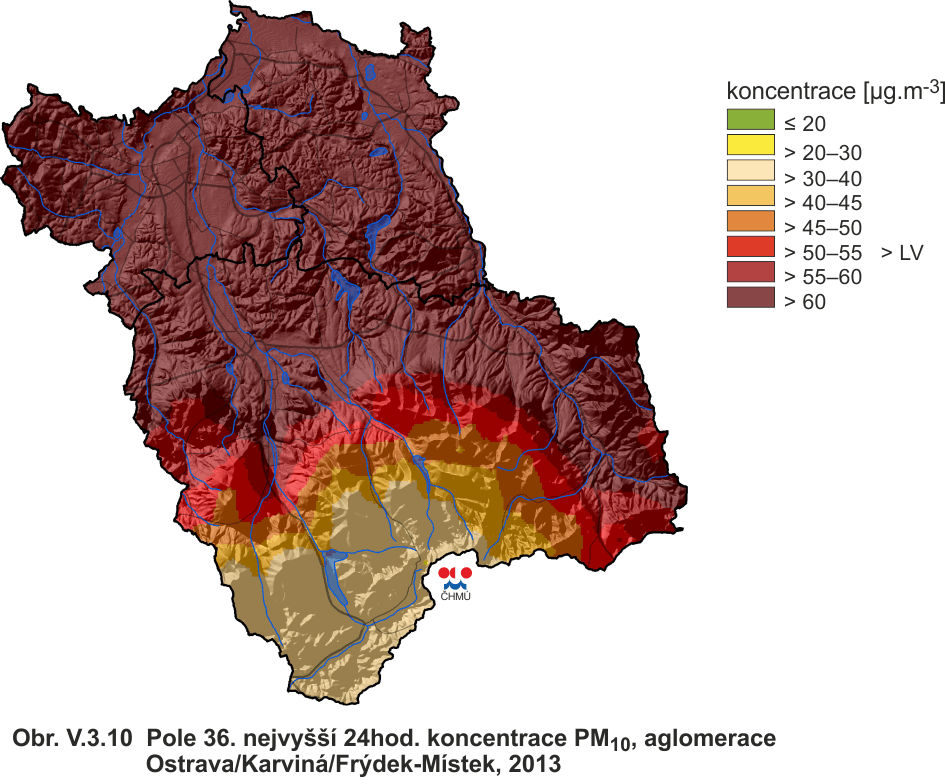 koncentrace [µg.m-3]
≤ 20
> 20–30
> 30–40
> 40–45
> 45–50
> 50–55 > LV
> 55–60
> 60
ČHMÚ
Obr. V.3.10 Pole 36. nejvyšší 24hod. koncentrace PM10, aglomerace
Ostrava/Karviná/Frýdek-Místek, 2013